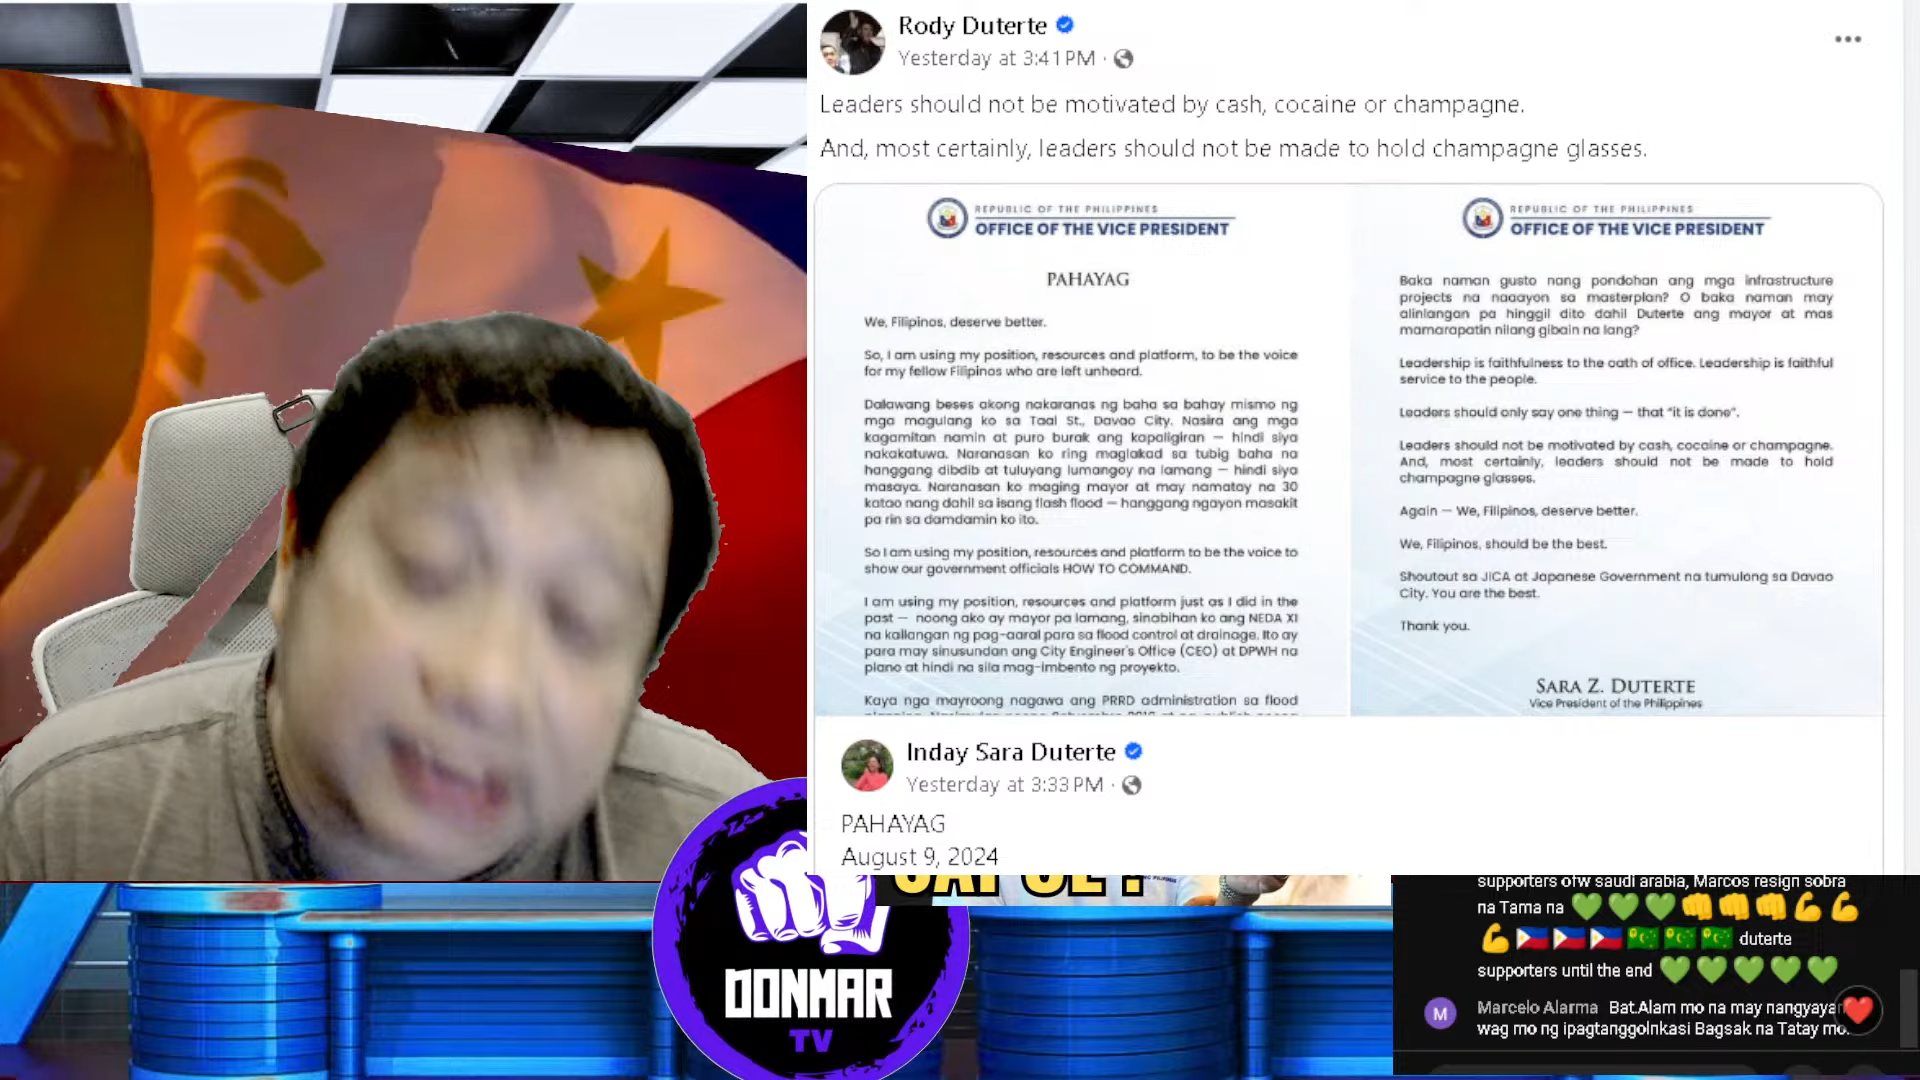 Rody Duterte
Yesterday at 3:41 PM ·
Leaders should not be motivated by cash, cocaine or champagne.
And, most certainly, leaders should not be made to hold champagne glasses.
REPUBLIC OF THE PHILIPPINES
OFFICE OF THE VICE PRESIDENT
PAHAYAG
We, Filipinos, deserve better.
So, I am using my position, resources and platform, to be the voice
for my fellow Filipinos who are left unheard.
Dalawang beses akong nakaranas ng baha sa bahay mismo ng
mga magulang ko sa Taal St., Davao City. Nasira ang mga
kagamitan namin at puro burak ang kapaligiran — hindi siya
nakakatuwa. Naranasan ko ring maglakad sa tubig baha na
hanggang dibdib at tuluyang lumangoy na lamang — hindi siya
masaya. Naranasan ko maging mayor at may namatay na 30
katao nang dahil sa isang flash flood — hanggang ngayon masakit
pa rin sa damdamin ko ito.
So I am using my position, resources and platform to be the voice to
show our government officials HOW TO COMMAND.
I am using my position, resources and platform just as I did in the
past — noong ako ay mayor pa lamang, sinabihan ko ang NEDA XI
na kailangan ng pag-aaral para sa flood control at drainage. Ito ay
para may sinusundan ang City Engineer's Office (CEO) at DPWH na
plano at hindi na sila mag-imbento ng proyekto.
Kaya nga mayroong nagawa ang PRRD administration sa flood
REPUBLIC OF THE PHILIPPINES
OFFICE OF THE VICE PRESIDENT
Baka naman gusto nang pondohan ang mga infrastructure
projects na naaayon sa masterplan? O baka naman may
alinlangan pa hinggil dito dahil Duterte ang mayor at mas
mamarapatin nilang gibain na lang?
Leadership is faithfulness to the oath of office. Leadership is faithful
service to the people.
Leaders should only say one thing — that "it is done".
Leaders should not be motivated by cash, cocaine or champagne.
And, most certainly, leaders should not be made to hold
champagne glasses.
Again — We, Filipinos, deserve better.
We, Filipinos, should be the best.
Shoutout sa JICA at Japanese Government na tumulong sa Davao
City. You are the best.
Thank you.
SARA Z. DUTERTE
Vice President of the Philippines
Inday Sara Duterte
Yesterday at 3:33 PM ·
PAHAYAG
August 9, 2024
DONMAR
TV
supporters ofw saudi arabia, Marcos resign sobra
na Tama na 💚💚💚👊👊👊💪💪
💪🇵🇭🇵🇭🇵🇭 duterte
supporters until the end 💚💚💚💚💚
M
Marcelo Alarma Bat.Alam mo na may nangyayar
wag mo ng ipagtanggolnkasi Bagsak na Tatay mo.